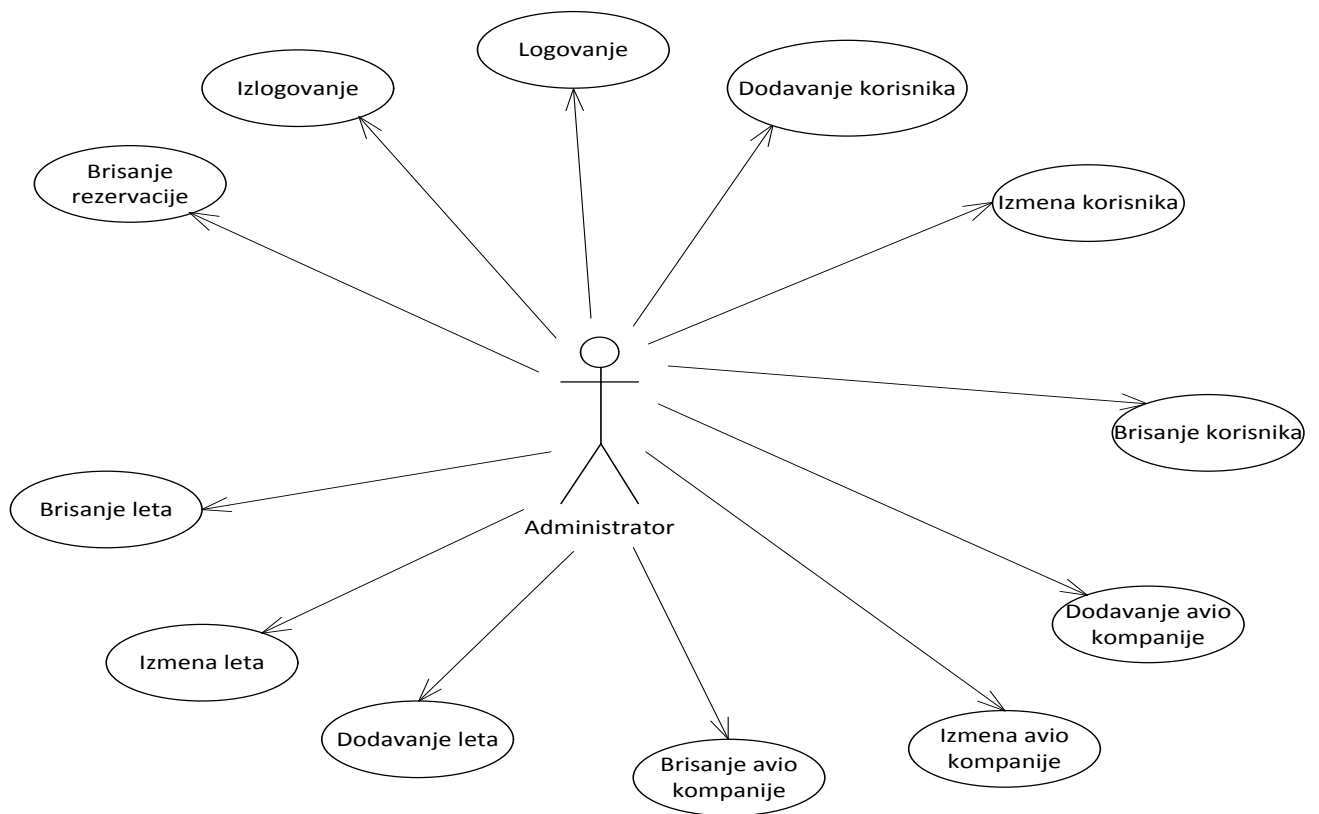 Logovanje
Izlogovanje
Dodavanje korisnika
Brisanje
rezervacije
Izmena korisnika
Brisanje korisnika
Brisanje leta
Administrator
Dodavanje avio
kompanije
Izmena leta
Dodavanje leta
Izmena avio
kompanije
Brisanje avio
kompanije